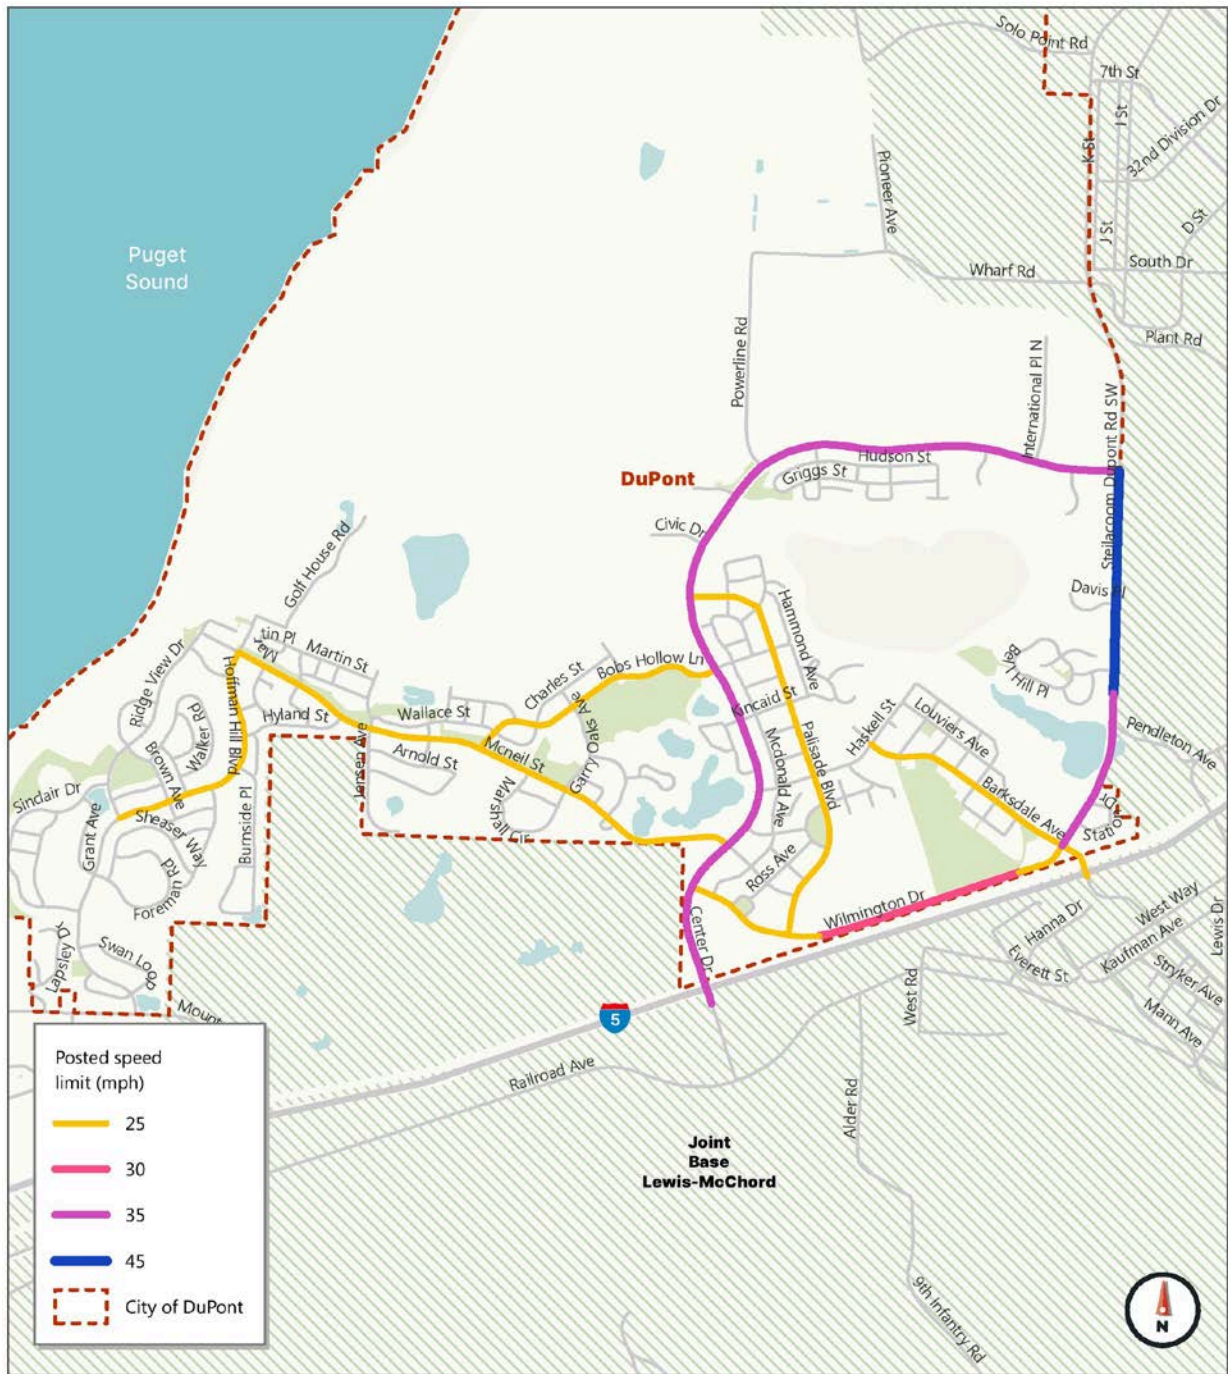 Solo Point Rd
7th St
I St
K St
32nd Division Dr
Pioneer Ave
J St
D St
Puget
Sound
Wharf Rd
South Dr
Plant Rd
Powerline Rd
International Pl N
Steilacoom Dupont Rd SW
Hudson St
Griggs St
DuPont
Civic Dr
Golf House Rd
Davis Pl
Hammond Ave
Martin St
Ridge View Dr
Hoffman Hill Blvd
Charles St
Bobs Hollow Ln
Hyland St
Wallace St
Kincaid St
Haskell St
Louviers Ave
Pendleton Ave
Walker Rd
Brown Ave
Jensen Ave
Arnold St
Mcneil St
Garry Oaks Ave
Mcdonald Ave
Palisade Blvd
Barksdale Ave
Sinclair Dr
Grant Ave
Sheaser Way
Burnside Pl
Marshall Cir
Station Dr
Foreman Rd
Ross Ave
Wilmington Dr
Center Dr
Hanna Dr
West Way
Kaufman Ave
Lewis Dr
Lapsley Dr
Swan Loop
Everett St
Stryker Ave
West Rd
Mann Ave
Mount
5
Railroad Ave
Alder Rd
Joint
Base
Lewis-McChord
9th Infantry Rd
Posted speed
limit (mph)
25
30
35
45
City of DuPont
N